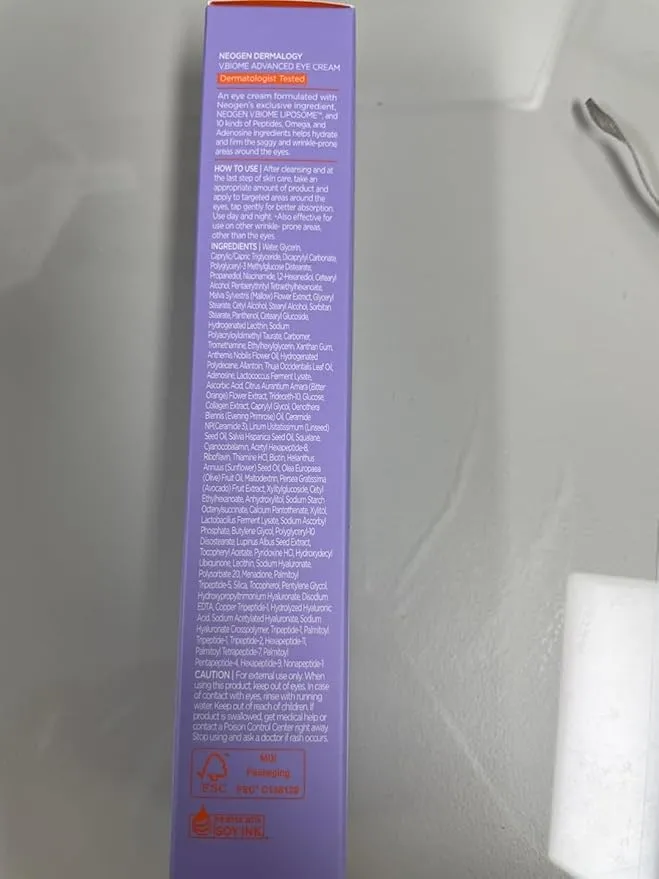 NEOGEN DERMALOGY
V.BIOME ADVANCED EYE CREAM
Dermatologist Tested
An eye cream formulated with
Neogen's exclusive ingredient,
NEOGEN V.BIOME LIPOSOME™, and
10 kinds of Peptides, Omega, and
Adenosine ingredients helps hydrate
and firm the saggy and wrinkle-prone
areas around the eyes.
HOW TO USE | After cleansing and at
the last step of skin care, take an
appropriate amount of product and
apply to targeted areas around the
eyes, tap gently for better absorption.
Use day and night. *Also effective for
use on other wrinkle- prone areas,
other than the eyes.
INGREDIENTS | Water, Glycerin,
Caprylic/Capric Triglyceride, Dicaprylyl Carbonate,
Polyglyceryl-3 Methylglucose Distearate,
Propanediol, Niacinamide, 1,2-Hexanediol, Cetearyl
Alcohol, Pentaerythrityl Tetraethylhexanoate,
Malva Sylvestris (Mallow) Flower Extract, Glyceryl
Stearate, Cetyl Alcohol, Stearyl Alcohol, Sorbitan
Stearate, Panthenol, Cetearyl Glucoside,
Hydrogenated Lecithin, Sodium
Polyacryloyldimethyl Taurate, Carbomer,
Tromethamine, Ethylhexylglycerin, Xanthan Gum,
Anthemis Nobilis Flower Oil, Hydrogenated
Polydecene, Allantoin, Thuja Occidentalis Leaf Oil,
Adenosine, Lactococcus Ferment Lysate,
Ascorbic Acid, Citrus Aurantium Amara (Bitter
Orange) Flower Extract, Trideceth-10, Glucose,
Collagen Extract, Caprylyl Glycol, Oenothera
Biennis (Evening Primrose) Oil, Ceramide
NP(Ceramide 3), Linum Usitatissimum (Linseed)
Seed Oil, Salvia Hispanica Seed Oil, Squalane,
Cyanocobalamin, Acetyl Hexapeptide-8,
Riboflavin, Thiamine HCl, Biotin, Helianthus
Annuus (Sunflower) Seed Oil, Olea Europaea
(Olive) Fruit Oil, Maltodextrin, Persea Gratissima
(Avocado) Fruit Extract, Xylitylglucoside, Cetyl
Ethylhexanoate, Anhydroxylitol, Sodium Starch
Octenylsuccinate, Calcium Pantothenate, Xylitol,
Lactobacillus Ferment Lysate, Sodium Ascorbyl
Phosphate, Butylene Glycol, Polyglyceryl-10
Diisostearate, Lupinus Albus Seed Extract,
Tocopheryl Acetate, Pyridoxine HCl, Hydroxydecyl
Ubiquinone, Lecithin, Sodium Hyaluronate,
Polysorbate 20, Menadione, Palmitoyl
Tripeptide-5, Silica, Tocopherol, Pentylene Glycol,
Hydroxypropyltrimonium Hyaluronate, Disodium
EDTA, Copper Tripeptide-1, Hydrolyzed Hyaluronic
Acid, Sodium Acetylated Hyaluronate, Sodium
Hyaluronate Crosspolymer, Tripeptide-1, Palmitoyl
Tripeptide-1, Tripeptide-2, Hexapeptide-11,
Palmitoyl Tetrapeptide-7, Palmitoyl
Pentapeptide-4, Hexapeptide-9, Nonapeptide-1
CAUTION | For external use only. When
using this product, keep out of eyes. In case
of contact with eyes, rinse with running
water. Keep out of reach of children. If
product is swallowed, get medical help or
contact a Poison Control Center right away.
Stop using and ask a doctor if rash occurs.
MIX
Packaging
FSC
SOY INK